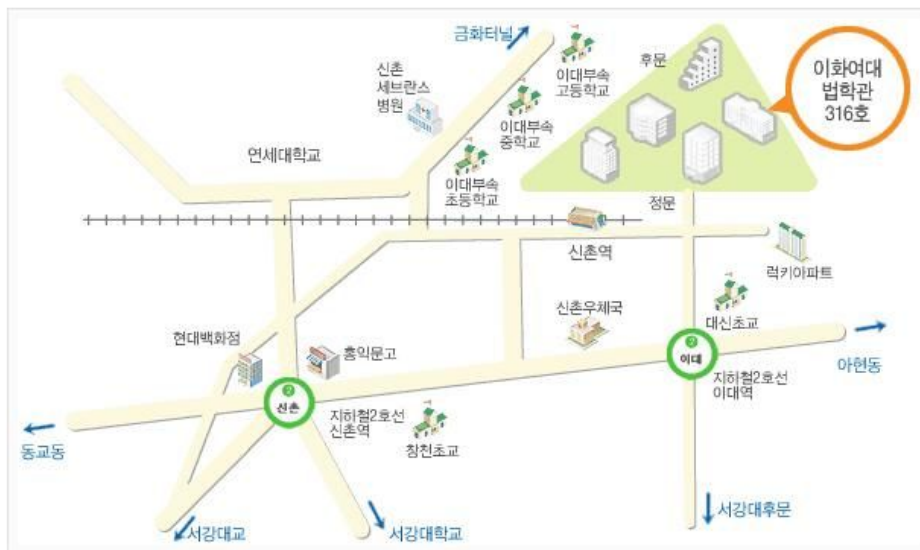 금화터널
신촌
세브란스
병원
이대부속
고등학교
후문
이화여대
법학관
316호
이대부속
중학교
연세대학교
이대부속
초등학교
정문
신촌역
럭키아파트
신촌우체국
대신초교
현대백화점
홍익문고
2
이대
아현동
지하철2호선
이대역
2
신촌
지하철2호선
신촌역
창천초교
동교동
서강대교
서강대학교
서강대후문